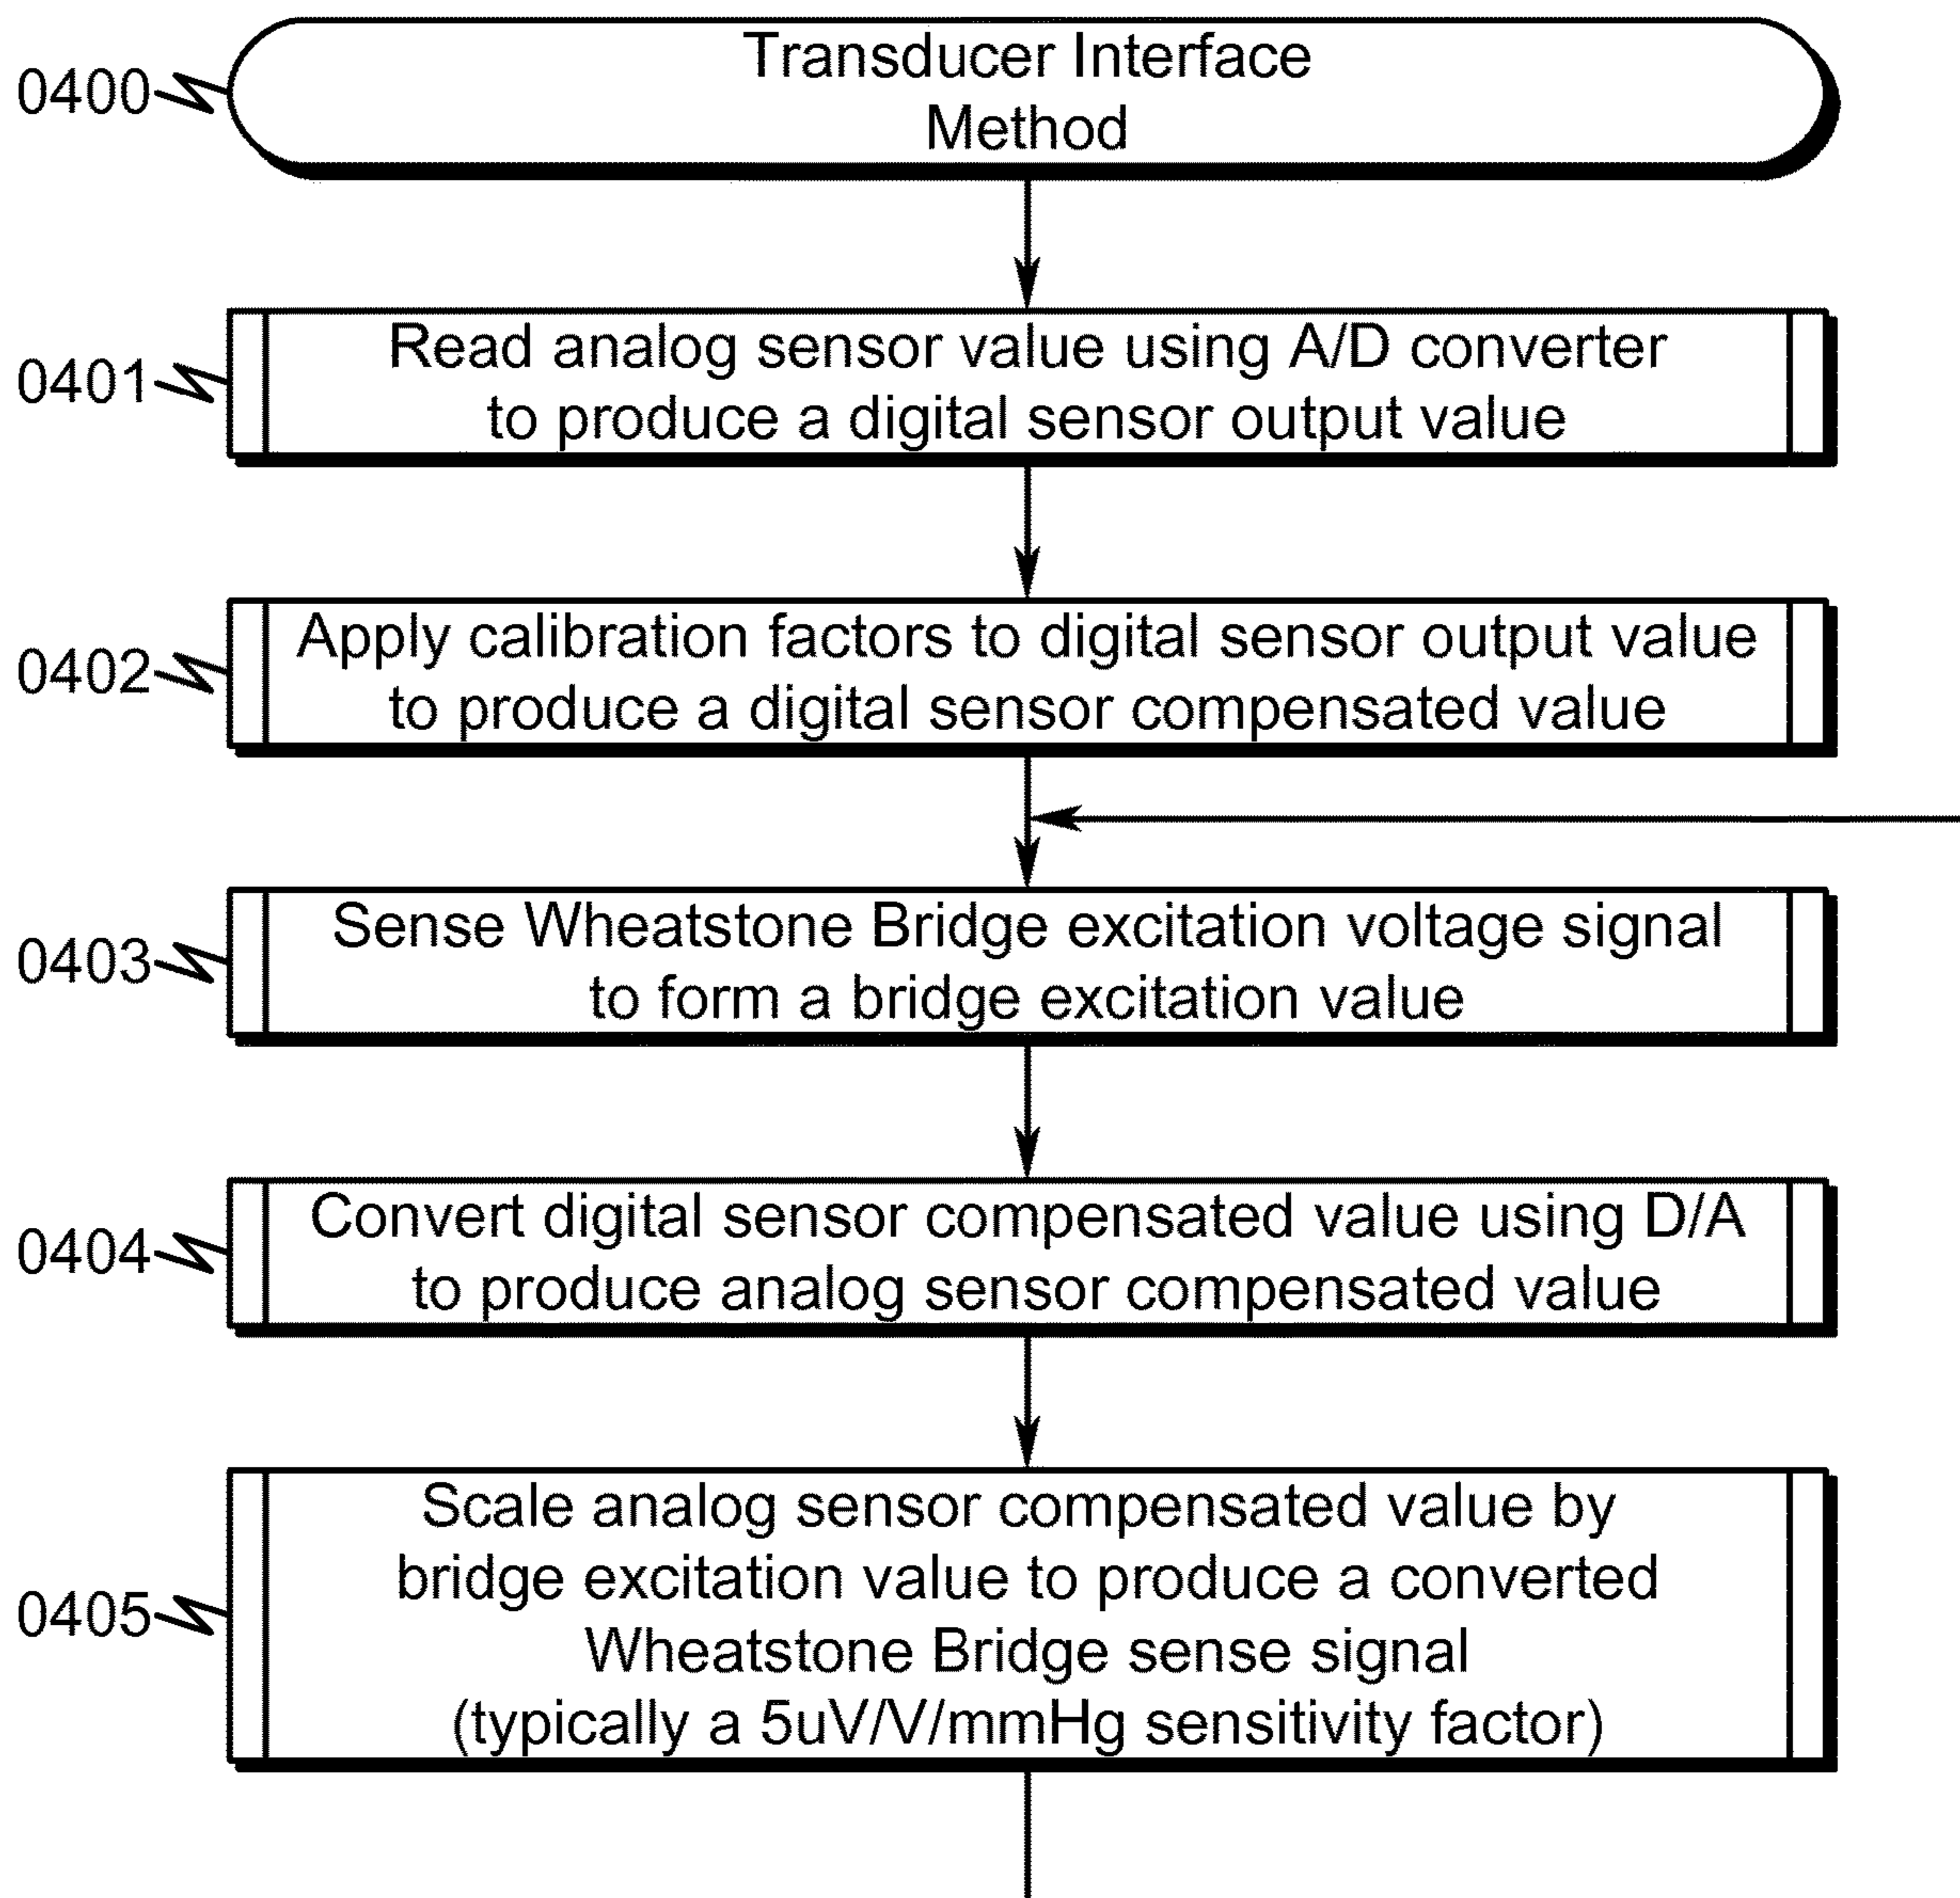 0400
Transducer Interface
Method
0401
Read analog sensor value using A/D converter
to produce a digital sensor output value
0402
Apply calibration factors to digital sensor output value
to produce a digital sensor compensated value
0403
Sense Wheatstone Bridge excitation voltage signal
to form a bridge excitation value
0404
Convert digital sensor compensated value using D/A
to produce analog sensor compensated value
0405
Scale analog sensor compensated value by
bridge excitation value to produce a converted
Wheatstone Bridge sense signal
(typically a 5uV/V/mmHg sensitivity factor)